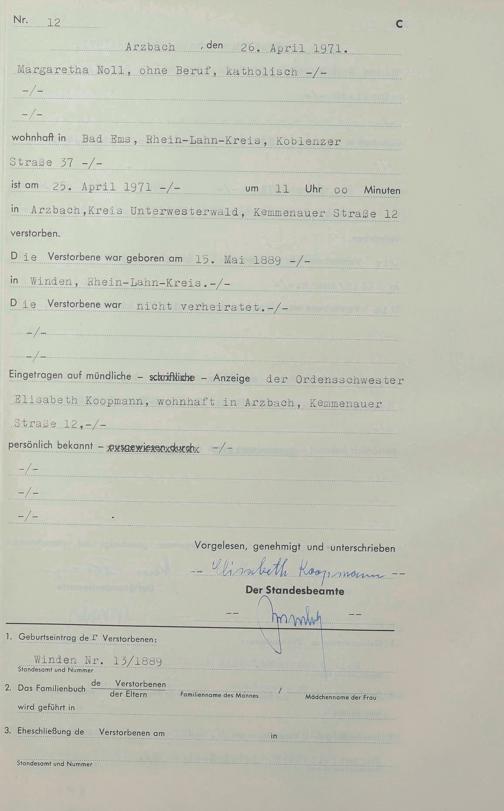 Nr. 12 C
Arzbach , den 26. April 1971.
Margaretha Noll, ohne Beruf, katholisch -/-
-/-
-/-
wohnhaft in Bad Ems, Rhein-Lahn-Kreis, Koblenzer
Straße 37 -/-
ist am 25. April 1971 -/- um 11 Uhr oo Minuten
in Arzbach,Kreis Unterwesterwald, Kemmenauer Straße 12
verstorben.
Die Verstorbene war geboren am 15. Mai 1889 -/-
in Winden, Rhein-Lahn-Kreis.-/-
Die Verstorbene war nicht verheiratet.-/-
-/-
-/-
Eingetragen auf mündliche – schriftliche – Anzeige der Ordensschwester
Elisabeth Koopmann, wohnhaft in Arzbach, Kemmenauer
Straße 12,-/-
persönlich bekannt – ausgewiesen durch -/-
-/-
-/-
-/-
Vorgelesen, genehmigt und unterschrieben
-- Elisabeth Koopmann --
Der Standesbeamte
-- --
1. Geburtseintrag der Verstorbenen:
Winden Nr. 13/1889
Standesamt und Nummer
2. Das Familienbuch de Verstorbenen / der Eltern Familienname des Mannes / Mädchenname der Frau
wird geführt in
3. Eheschließung de Verstorbenen am in
Standesamt und Nummer